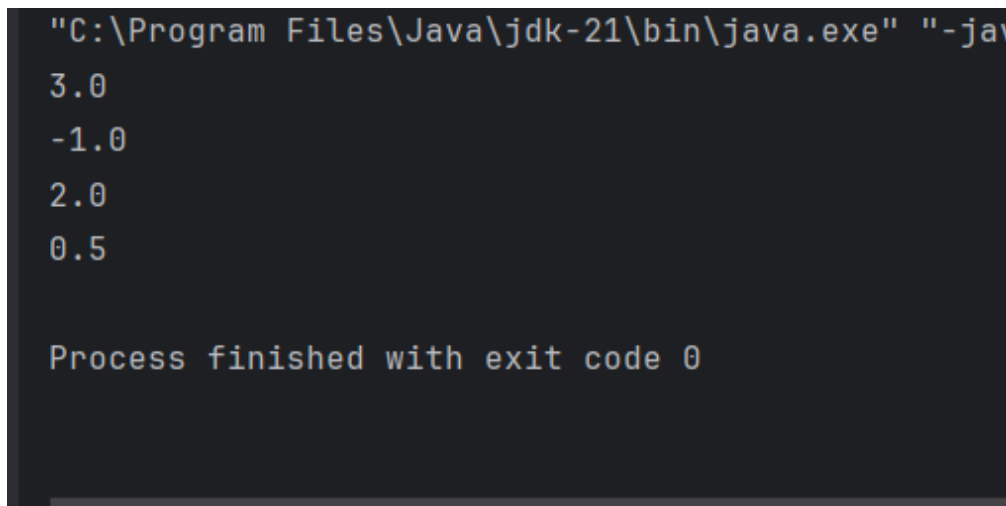 "C:\Program Files\Java\jdk-21\bin\java.exe" "-jav
3.0
-1.0
2.0
0.5
Process finished with exit code 0